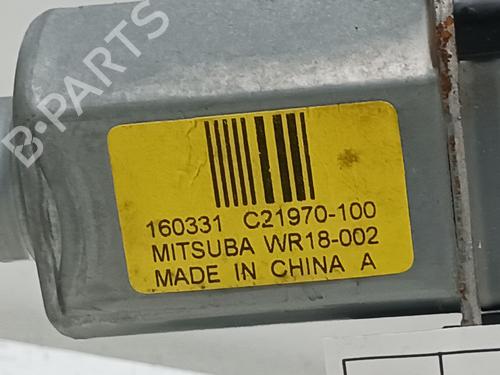 B-PARTS
160331 C21970-100
MITSUBA WR18-002
MADE IN CHINA A